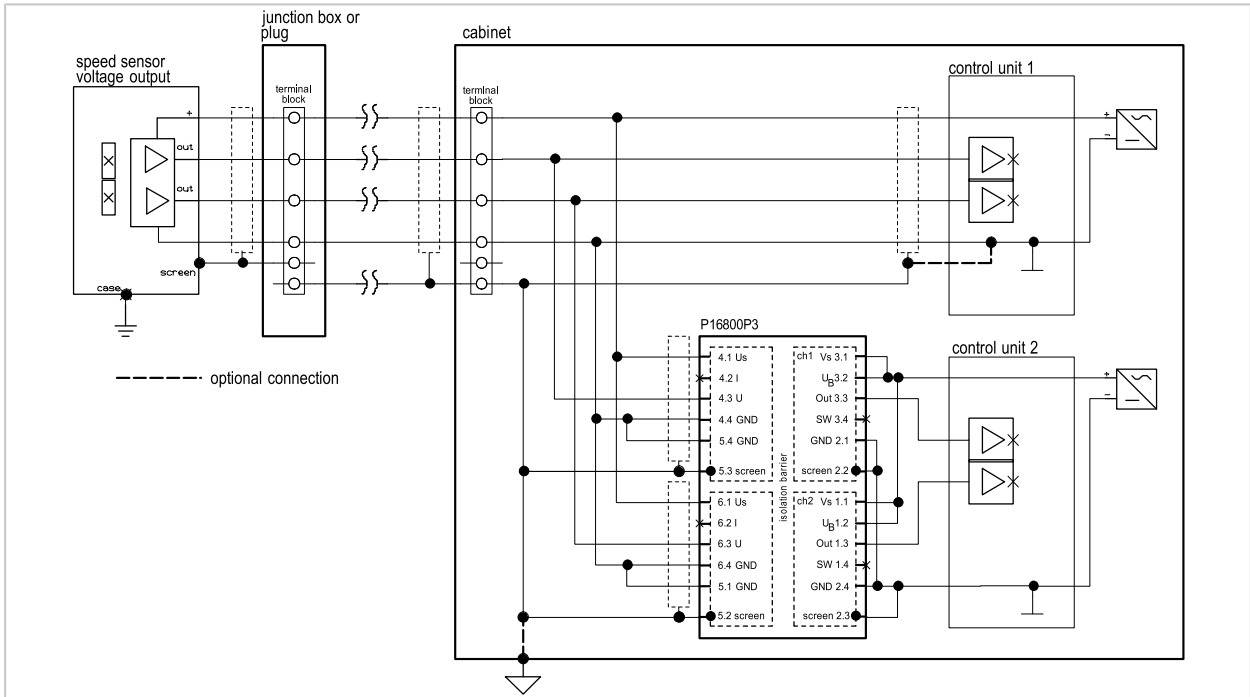 junction box or
plug
cabinet
speed sensor
voltage output
control unit 1
terminal
block
terminal
block
+
out
out
screen
case
+
-
optional connection
P16800P3
control unit 2
4.1 Us
4.2 I
4.3 U
4.4 GND
5.4 GND
5.3 screen
6.1 Us
6.2 I
6.3 U
6.4 GND
5.1 GND
5.2 screen
isolation barrier
ch1 Vs 3.1
UB3.2
Out 3.3
SW 3.4
GND 2.1
screen 2.2
ch2 Vs 1.1
UB1.2
Out 1.3
SW 1.4
GND 2.4
screen 2.3
+
-